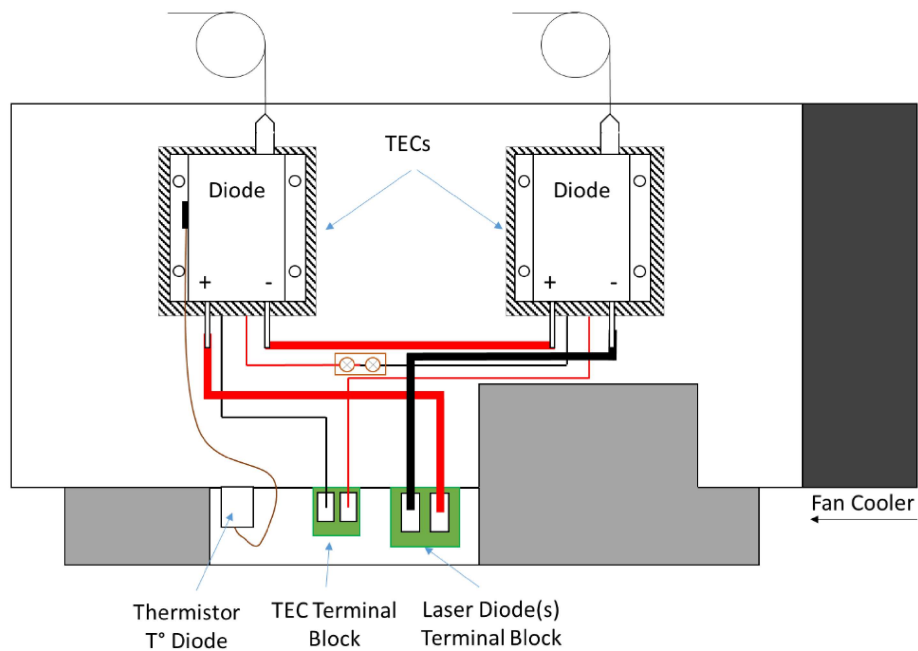 TECs
Diode
Diode
+
-
+
-
Fan Cooler
Thermistor
T° Diode
TEC Terminal
Block
Laser Diode(s)
Terminal Block